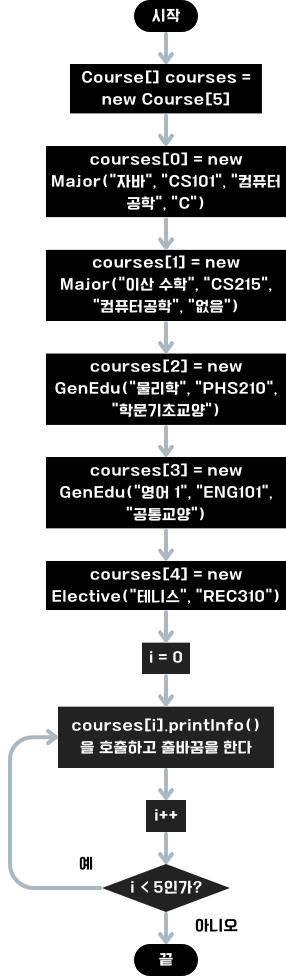 시작
Course[] courses =
new Course[5]
courses[0] = new
Major("자바", "CS101", "컴퓨터
공학", "C")
courses[1] = new
Major("이산 수학", "CS215",
"컴퓨터공학", "없음")
courses[2] = new
GenEdu("물리학", "PHS210",
"학문기초교양")
courses[3] = new
GenEdu("영어 1", "ENG101",
"공통교양")
courses[4] = new
Elective("테니스", "REC310")
i = 0
courses[i].printInfo()
을 호출하고 줄바꿈을 한다
i++
예
i < 5인가?
아니오
끝